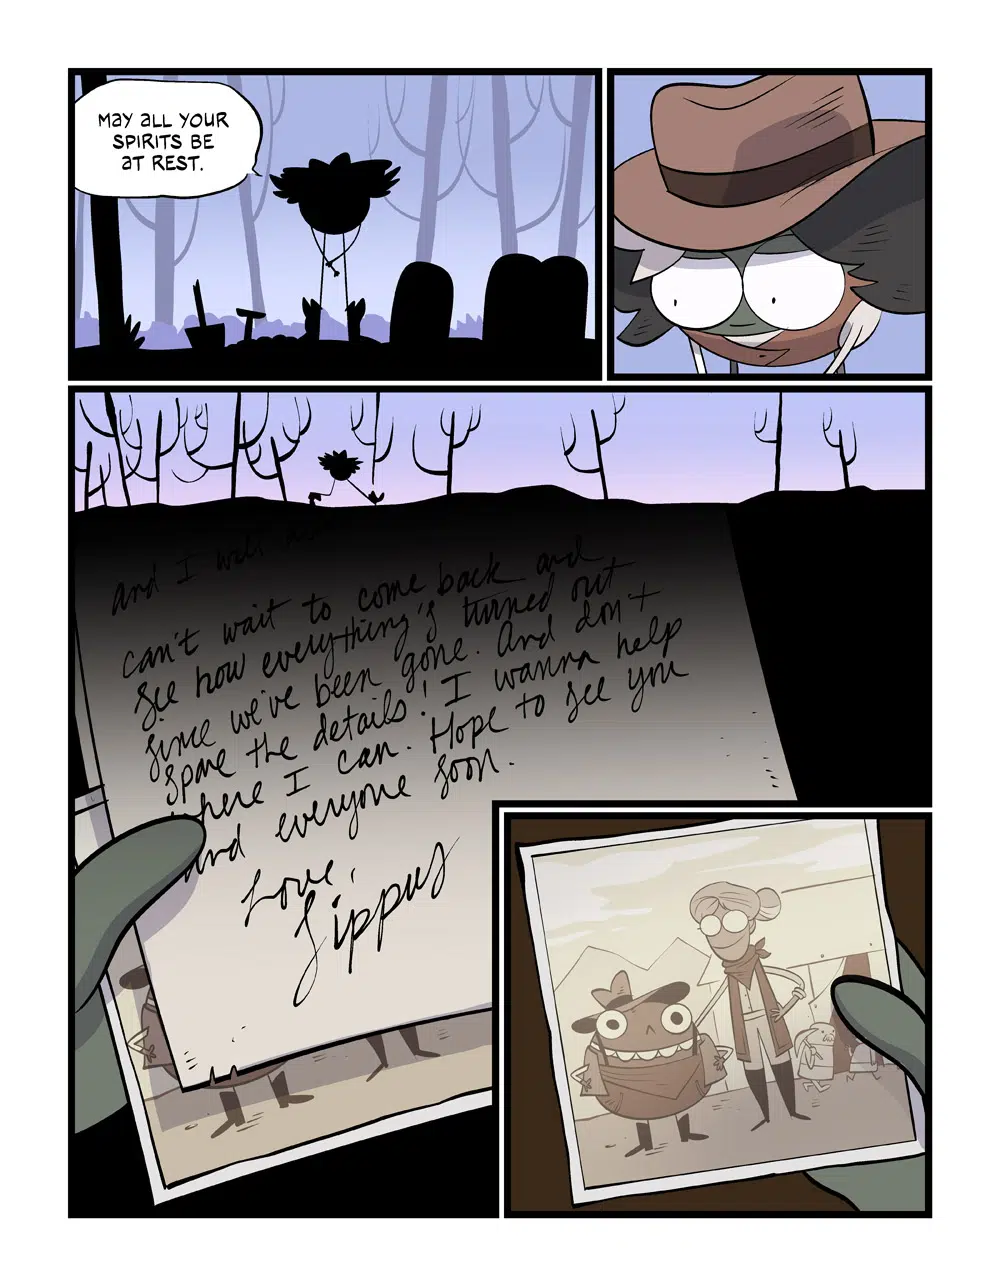 MAY ALL YOUR
SPIRITS BE
AT REST.
and I will
can't wait to come back and
see how everything's turned out
since we've been gone. And don't
spare the details! I wanna help
where I can. Hope to see you
and everyone soon.
Love,
Sippus